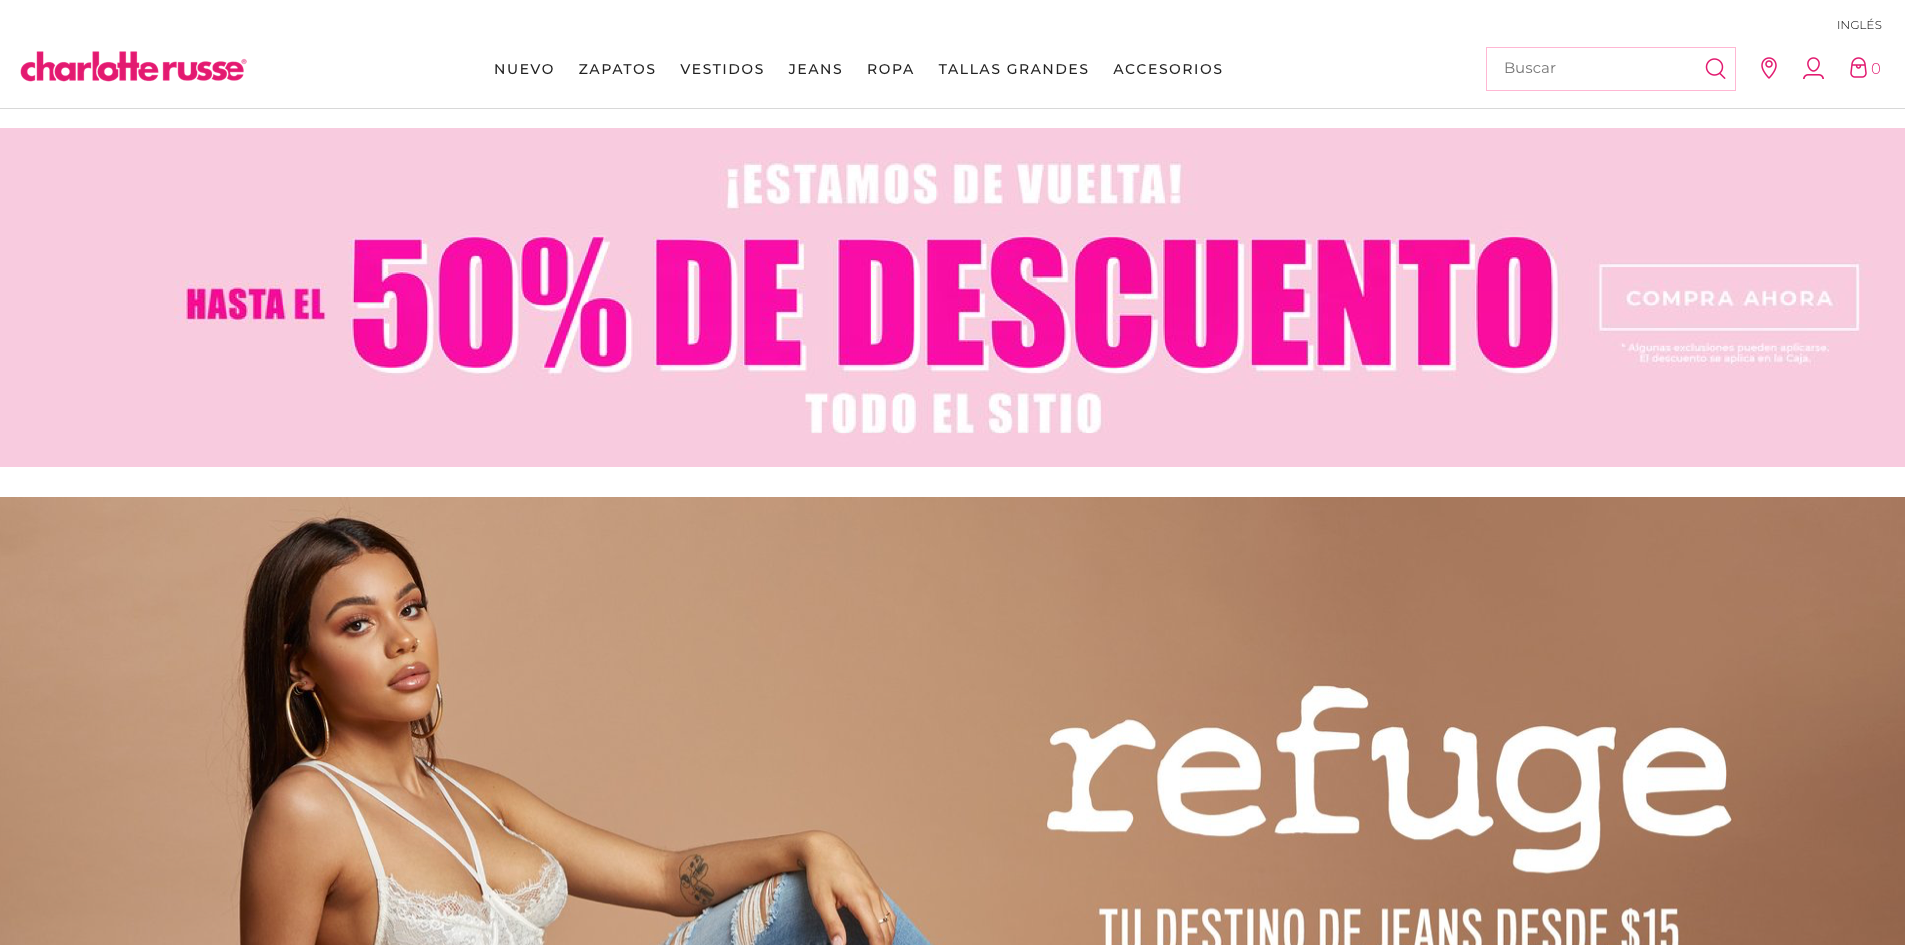 INGLÉS
charlotte russe®
NUEVO ZAPATOS VESTIDOS JEANS ROPA TALLAS GRANDES ACCESORIOS
Buscar
0
¡ESTAMOS DE VUELTA!
HASTA EL 50% DE DESCUENTO
TODO EL SITIO
COMPRA AHORA
* Algunas exclusiones pueden aplicarse.
El descuento se aplica en la Caja.
refuge
TU DESTINO DE JEANS DESDE $15